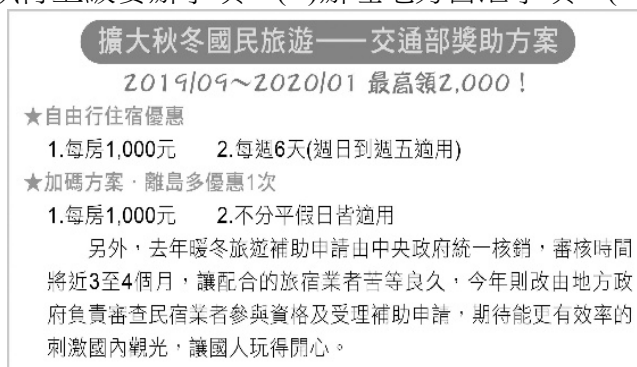 擴大秋冬國民旅遊——交通部獎助方案
2019/09～2020/01 最高領2,000！
★自由行住宿優惠
1.每房1,000元　2.每週6天(週日到週五適用)
★加碼方案．離島多優惠1次
1.每房1,000元　2.不分平假日皆適用
另外，去年暖冬旅遊補助申請由中央政府統一核銷，審核時間
將近3至4個月，讓配合的旅宿業者苦等良久，今年則改由地方政
府負責審查民宿業者參與資格及受理補助申請，期待能更有效率的
刺激國內觀光，讓國人玩得開心。